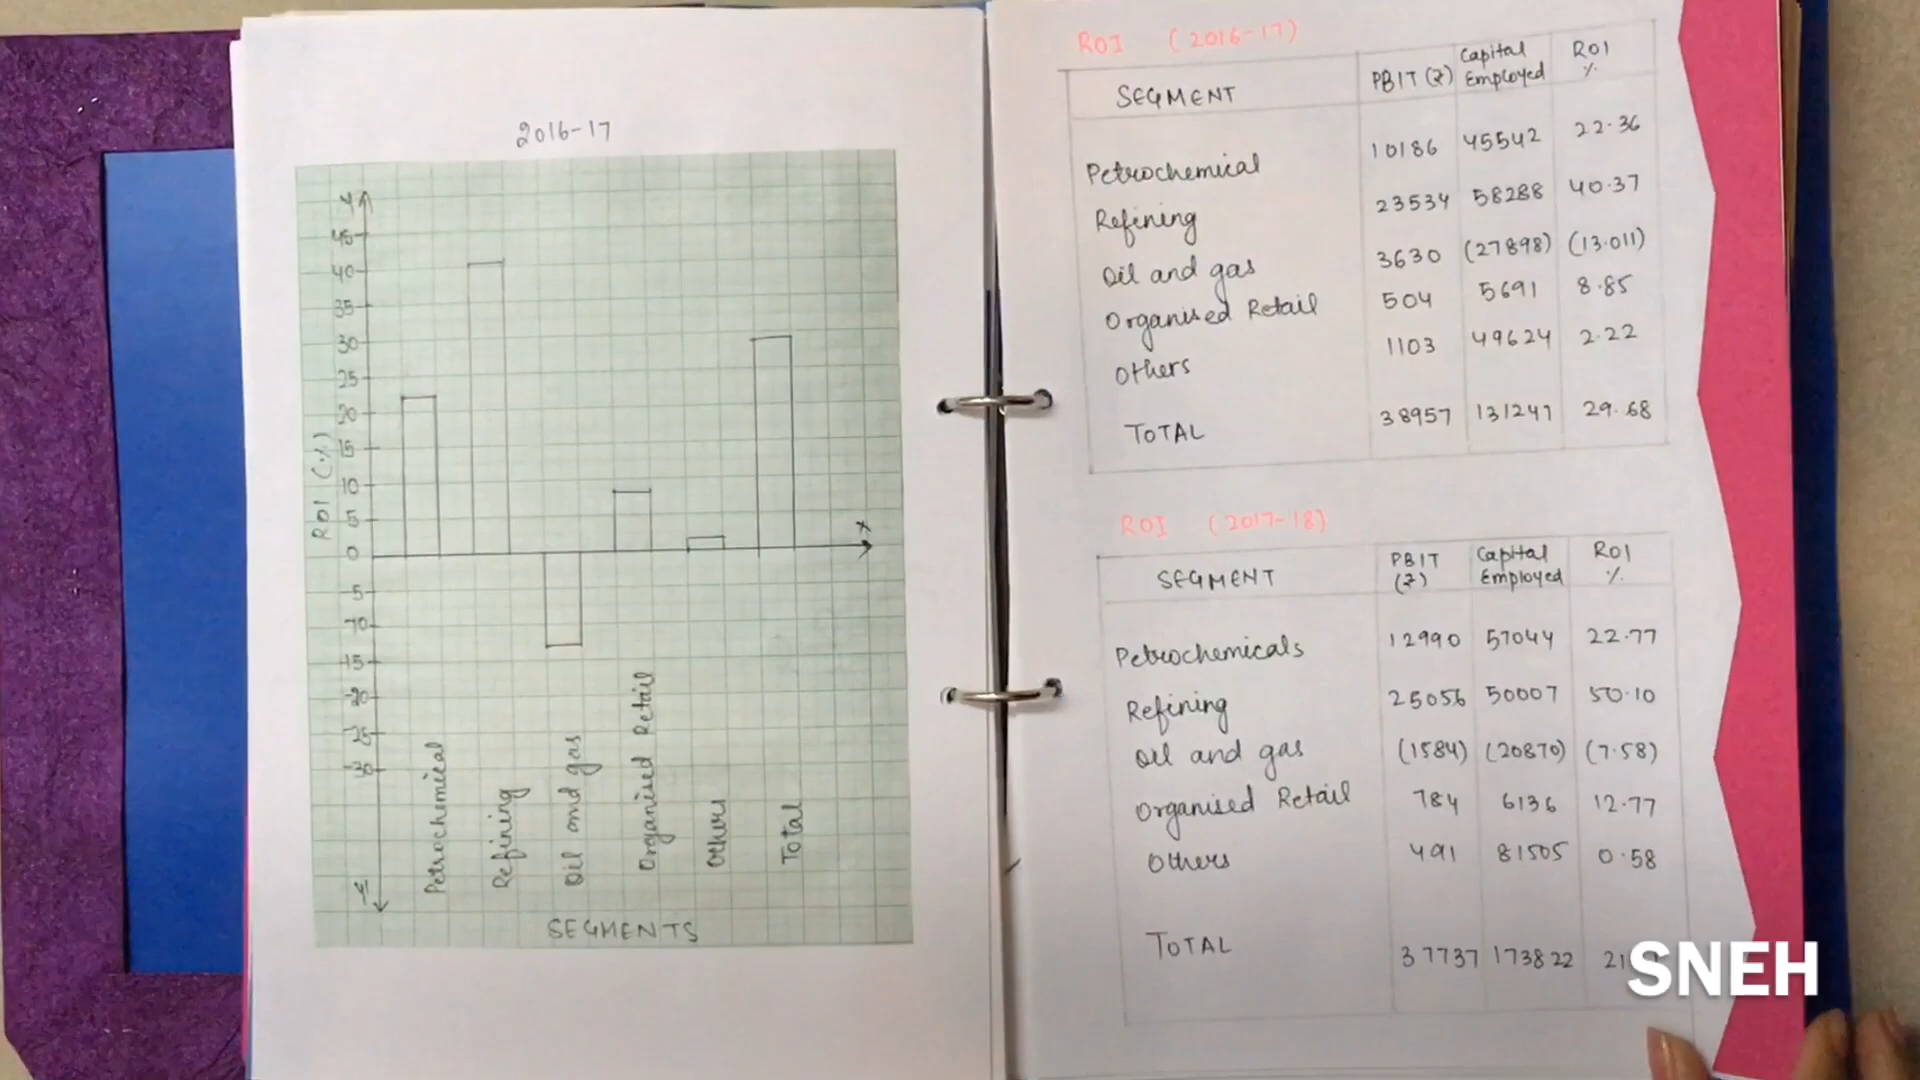 2016-17
Y
45
40
35
30
25
20
15
10
5
0
-5
-10
-15
-20
-25
-30
ROI (%)
X
Petrochemical
Refining
Oil and gas
Organised Retail
Others
Total
SEGMENTS
ROI (2016-17)
SEGMENT PBIT (₹) Capital Employed ROI %
Petrochemical 10186 45542 22.36
Refining 23534 58288 40.37
Oil and gas 3630 (27898) (13.011)
Organised Retail 504 5691 8.85
Others 1103 49624 2.22
TOTAL 38957 131247 29.68
ROI (2017-18)
SEGMENT PBIT (₹) Capital Employed ROI %
Petrochemicals 12990 57044 22.77
Refining 25056 50007 50.10
Oil and gas (1584) (20870) (7.58)
Organised Retail 784 6136 12.77
Others 491 81505 0.58
TOTAL 37737 173822
SNEH